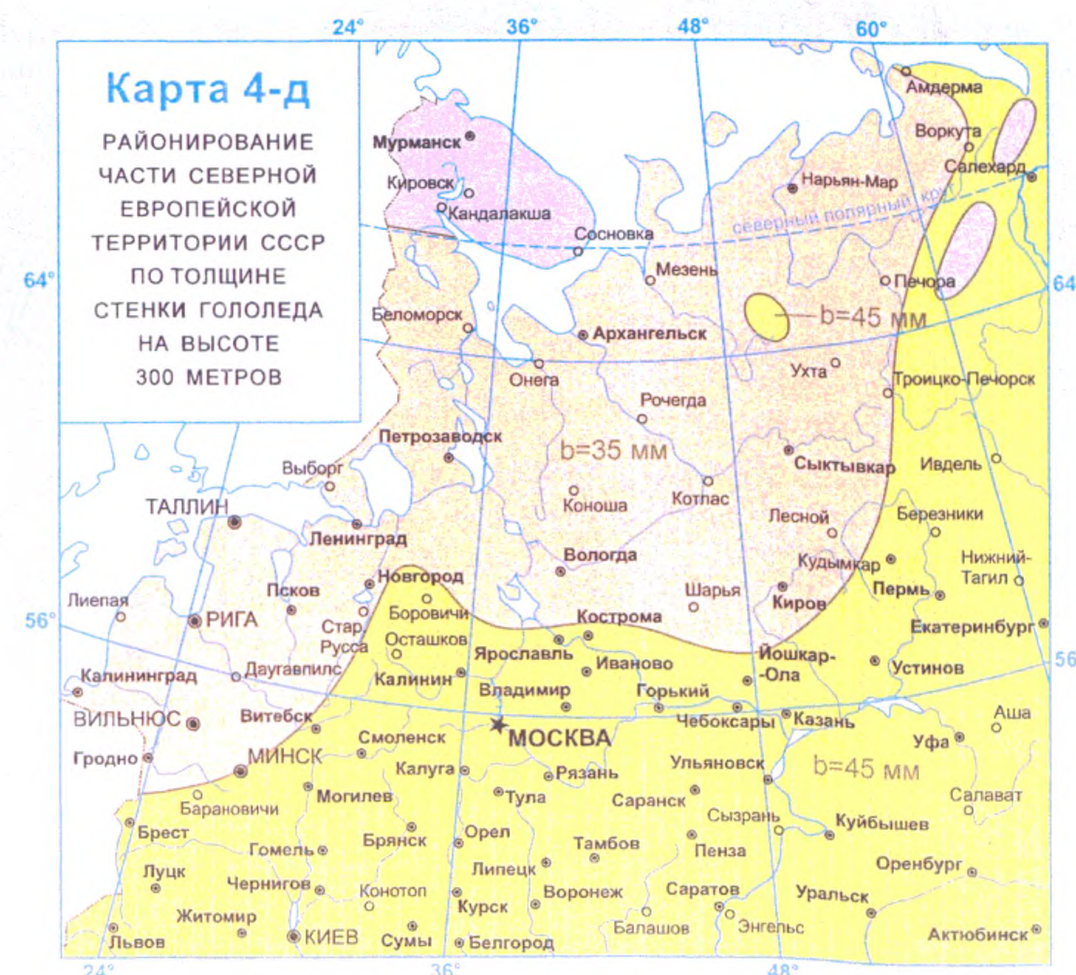 24°
36°
48°
60°
Карта 4-д
РАЙОНИРОВАНИЕ
ЧАСТИ СЕВЕРНОЙ
ЕВРОПЕЙСКОЙ
ТЕРРИТОРИИ СССР
ПО ТОЛЩИНЕ
СТЕНКИ ГОЛОЛЕДА
НА ВЫСОТЕ
300 МЕТРОВ
Амдерма
Воркута
Салехард
Мурманск
Кировск
Кандалакша
Нарьян-Мар
северный полярный круг
Сосновка
Мезень
Печора
64°
64
Беломорск
Архангельск
b=45 мм
Онега
Ухта
Троицко-Печорск
Рочегда
Петрозаводск
b=35 мм
Сыктывкар
Ивдель
Выборг
Коноша
Котлас
ТАЛЛИН
Ленинград
Лесной
Березники
Вологда
Кудымкар
Нижний-
Тагил
Новгород
Псков
Шарья
Киров
Пермь
Лиепая
РИГА
Боровичи
Кострома
Екатеринбург
56°
Стар.
Русса
Осташков
Ярославль
Иваново
Йошкар-
-Ола
Устинов
56
Калининград
Даугавпилс
Калинин
Владимир
Горький
ВИЛЬНЮС
Витебск
Чебоксары
Казань
Аша
Смоленск
МОСКВА
Уфа
Гродно
МИНСК
Калуга
Рязань
Ульяновск
b=45 мм
Барановичи
Могилев
Тула
Саранск
Салават
Сызрань
Куйбышев
Брест
Брянск
Орел
Тамбов
Пенза
Гомель
Липецк
Оренбург
Луцк
Чернигов
Конотоп
Курск
Воронеж
Саратов
Уральск
Житомир
Балашов
Энгельс
Львов
КИЕВ
Сумы
Белгород
Актюбинск
24°
36°
48°